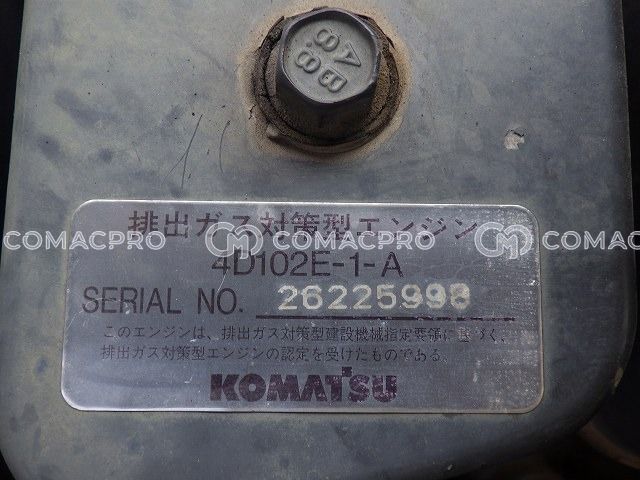 8.8
AV
B
排出ガス対策型エンジン
COMACPRO COMACPRO COMACPRO
4D102E-1-A
SERIAL NO. 26225998
このエンジンは、排出ガス対策型建設機械指定要領に基づく、
排出ガス対策型エンジンの認定を受けたものである.
KOMATSU